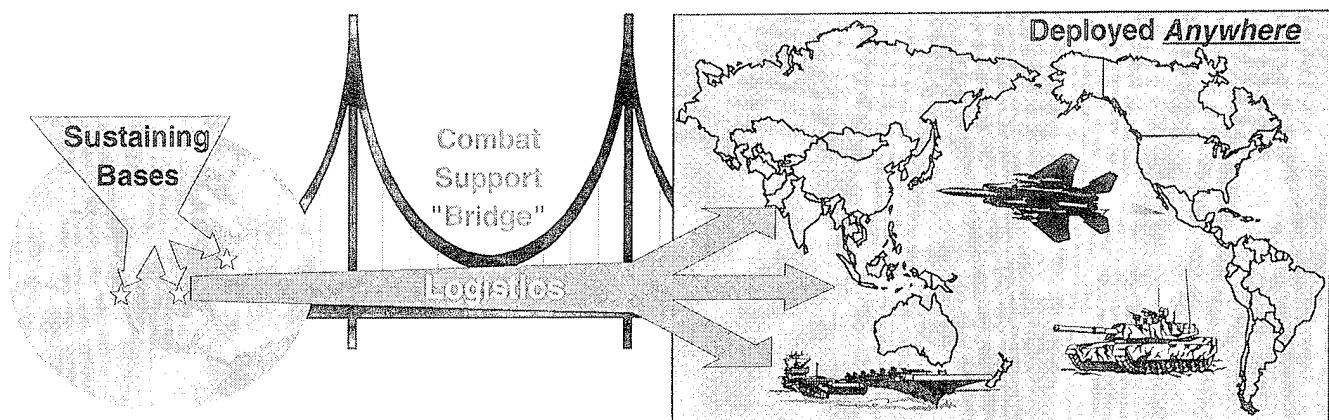 Sustaining
Bases
Combat
Support
"Bridge"
Logistics
Deployed Anywhere